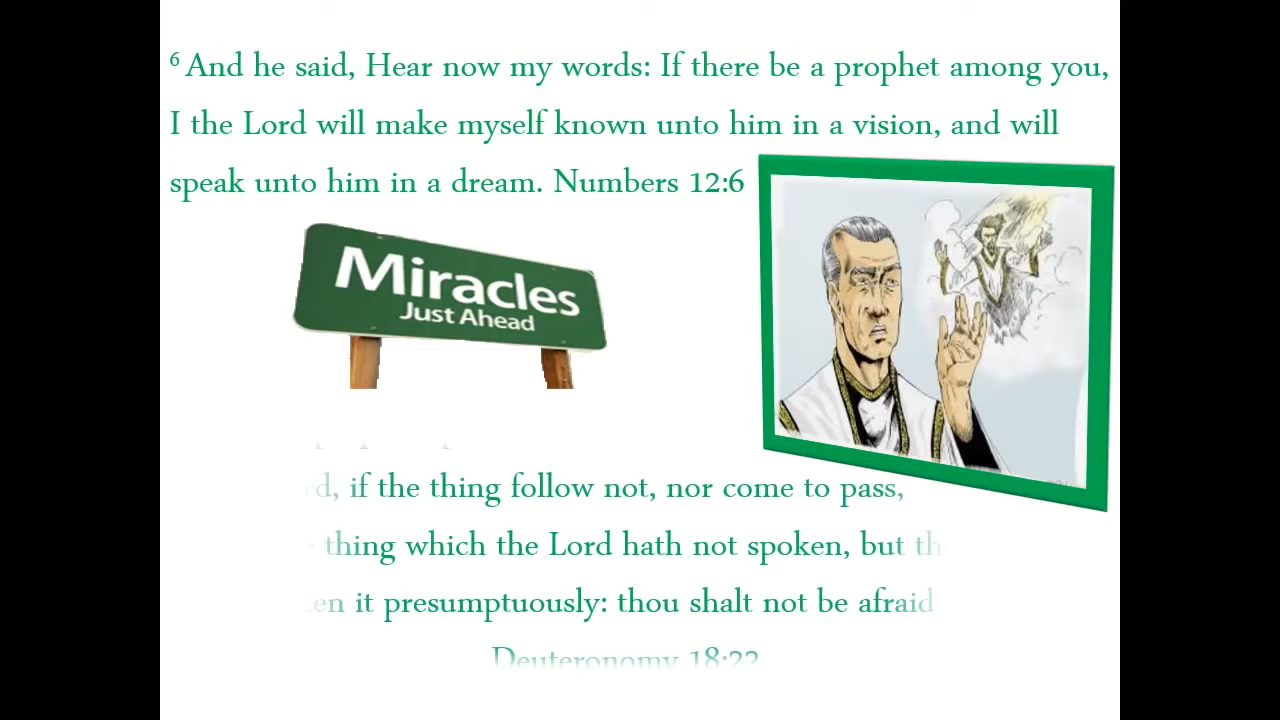 6 And he said, Hear now my words: If there be a prophet among you,
I the Lord will make myself known unto him in a vision, and will
speak unto him in a dream. Numbers 12:6
Miracles
Just Ahead
if the thing follow not, nor come to pass,
thing which the Lord hath not spoken, but
it presumptuously: thou shalt not be afraid
Deuteronomy 18:22